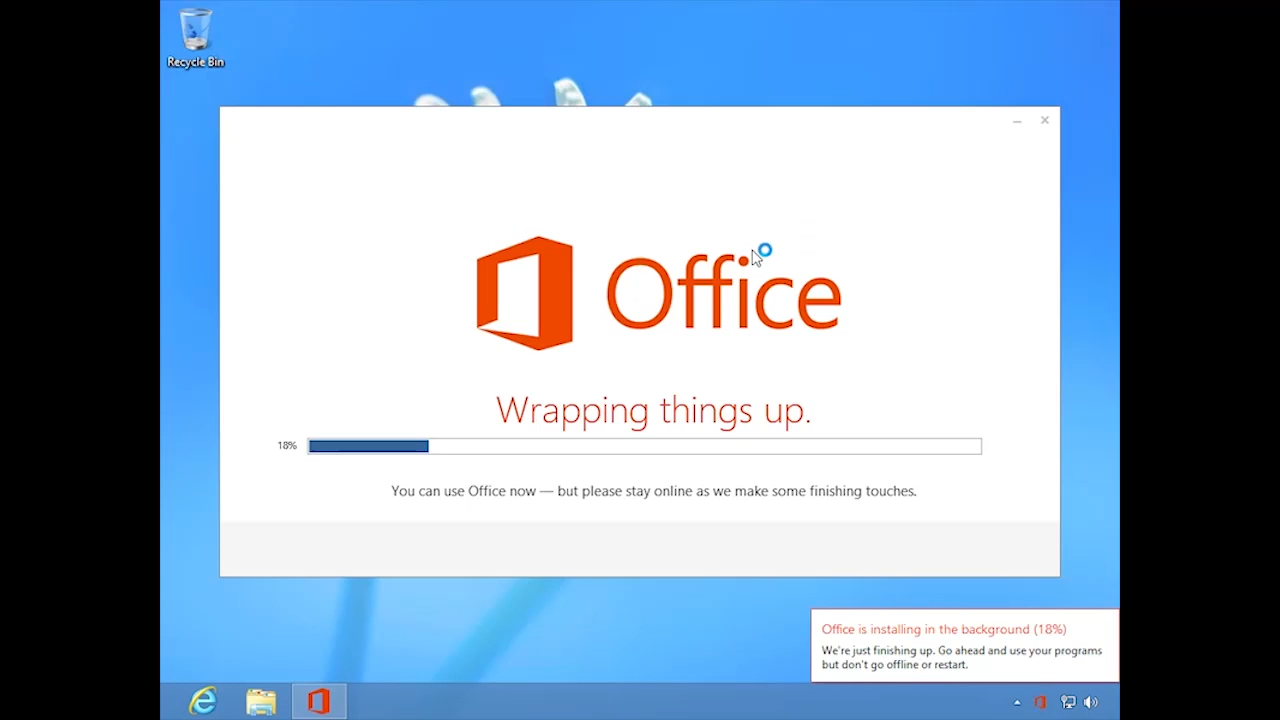 Recycle Bin
Office
Wrapping things up.
18%
You can use Office now — but please stay online as we make some finishing touches.
Office is installing in the background (18%)
We're just finishing up. Go ahead and use your programs
but don't go offline or restart.